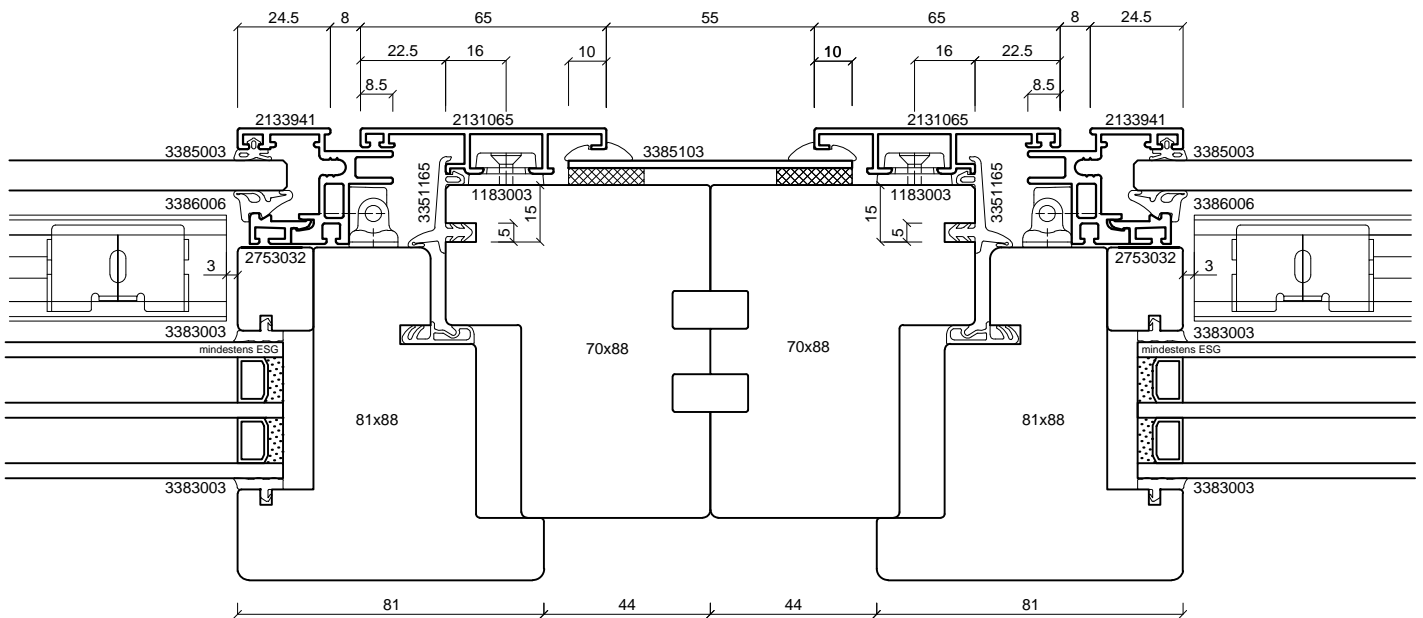 24.5 8 65 55 65 8 24.5
22.5 16 10 10 16 22.5
8.5 8.5
2133941 2131065 2131065 2133941
3385003 3385103 3385003
3351165 3351165
1183003 1183003
3386006 15 15 3386006
5 5
2753032 2753032
3 3
3383003 3383003
mindestens ESG mindestens ESG
70x88 70x88
81x88 81x88
3383003 3383003
81 44 44 81